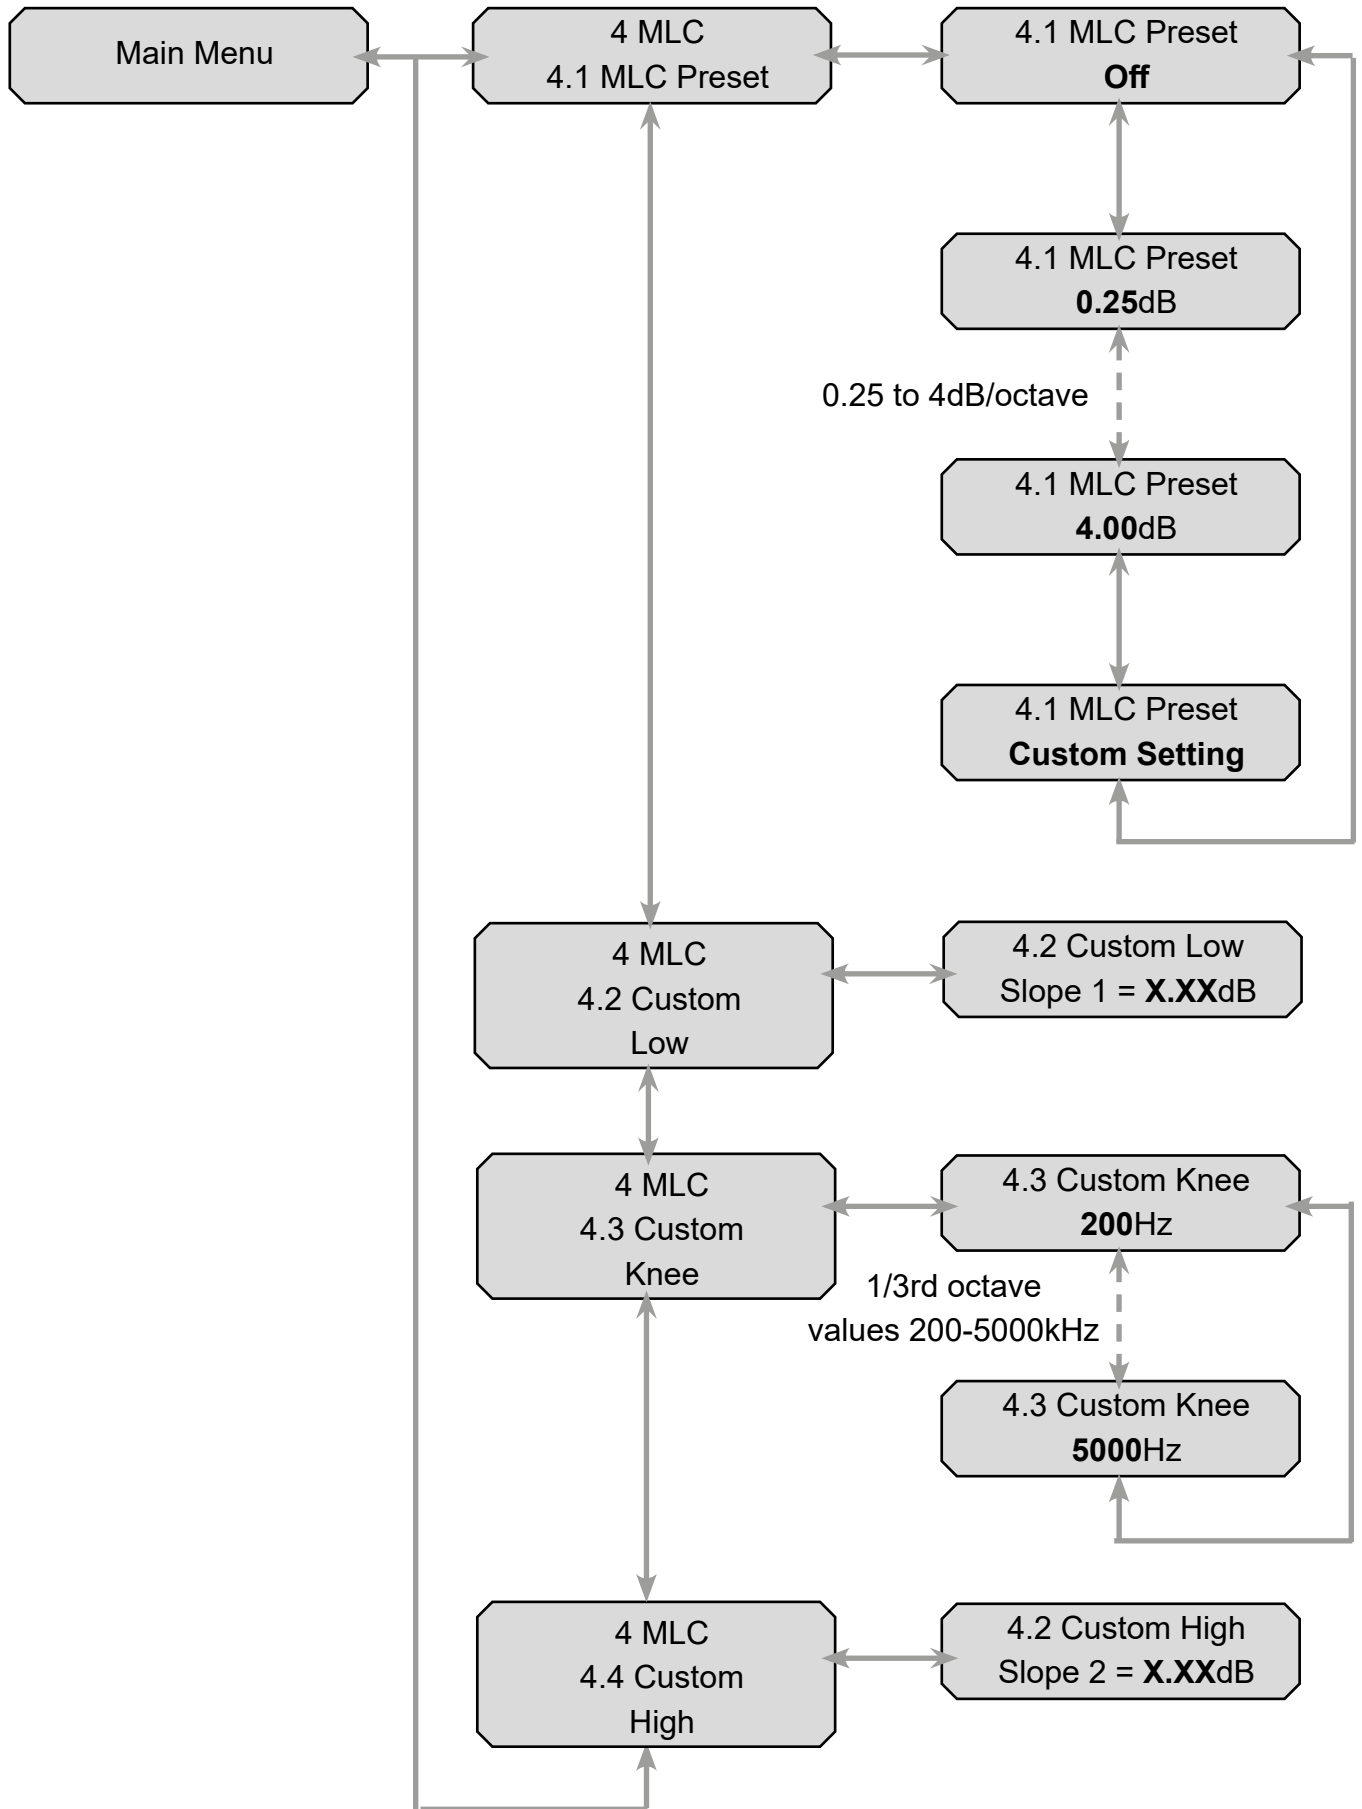 Main Menu
4 MLC
4.1 MLC Preset
4.1 MLC Preset
Off
4.1 MLC Preset
0.25dB
0.25 to 4dB/octave
4.1 MLC Preset
4.00dB
4.1 MLC Preset
Custom Setting
4 MLC
4.2 Custom
Low
4.2 Custom Low
Slope 1 = X.XXdB
4 MLC
4.3 Custom
Knee
4.3 Custom Knee
200Hz
1/3rd octave
values 200-5000kHz
4.3 Custom Knee
5000Hz
4 MLC
4.4 Custom
High
4.2 Custom High
Slope 2 = X.XXdB